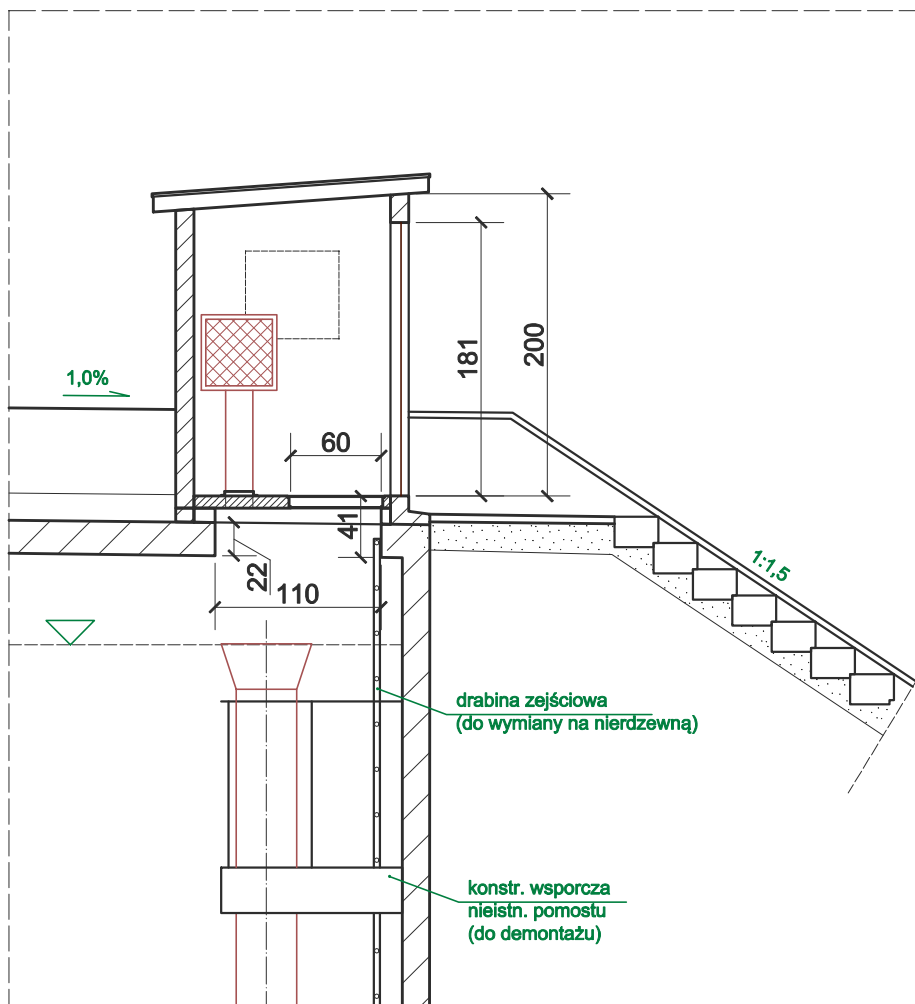 200
181
1,0%
60
41
22
110
1:1,5
drabina zejściowa
(do wymiany na nierdzewną)
konstr. wsporcza
nieistn. pomostu
(do demontażu)